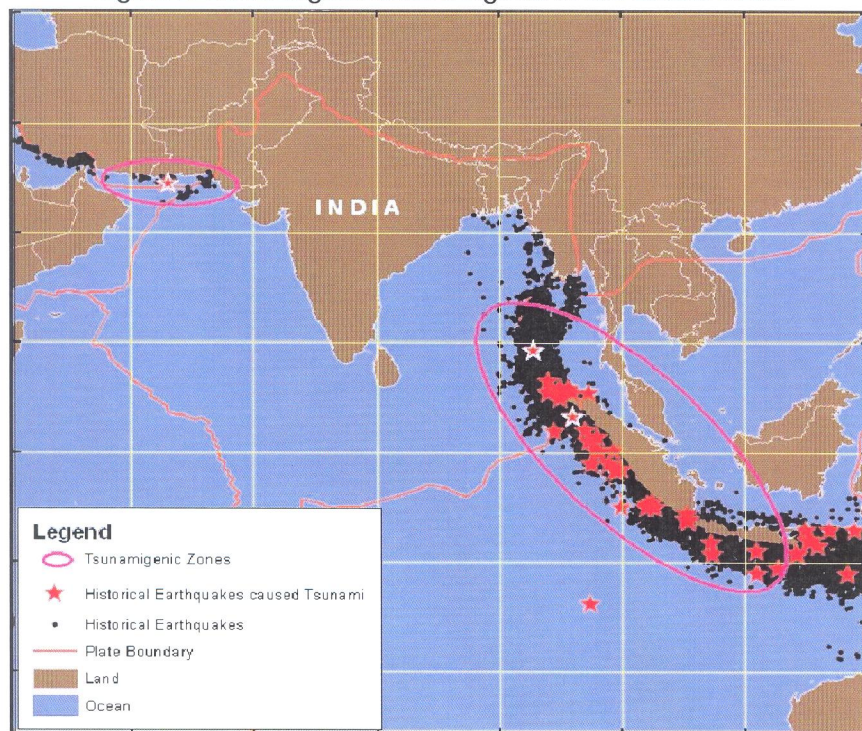 INDIA
Legend
Tsunamigenic Zones
Historical Earthquakes caused Tsunami
Historical Earthquakes
Plate Boundary
Land
Ocean